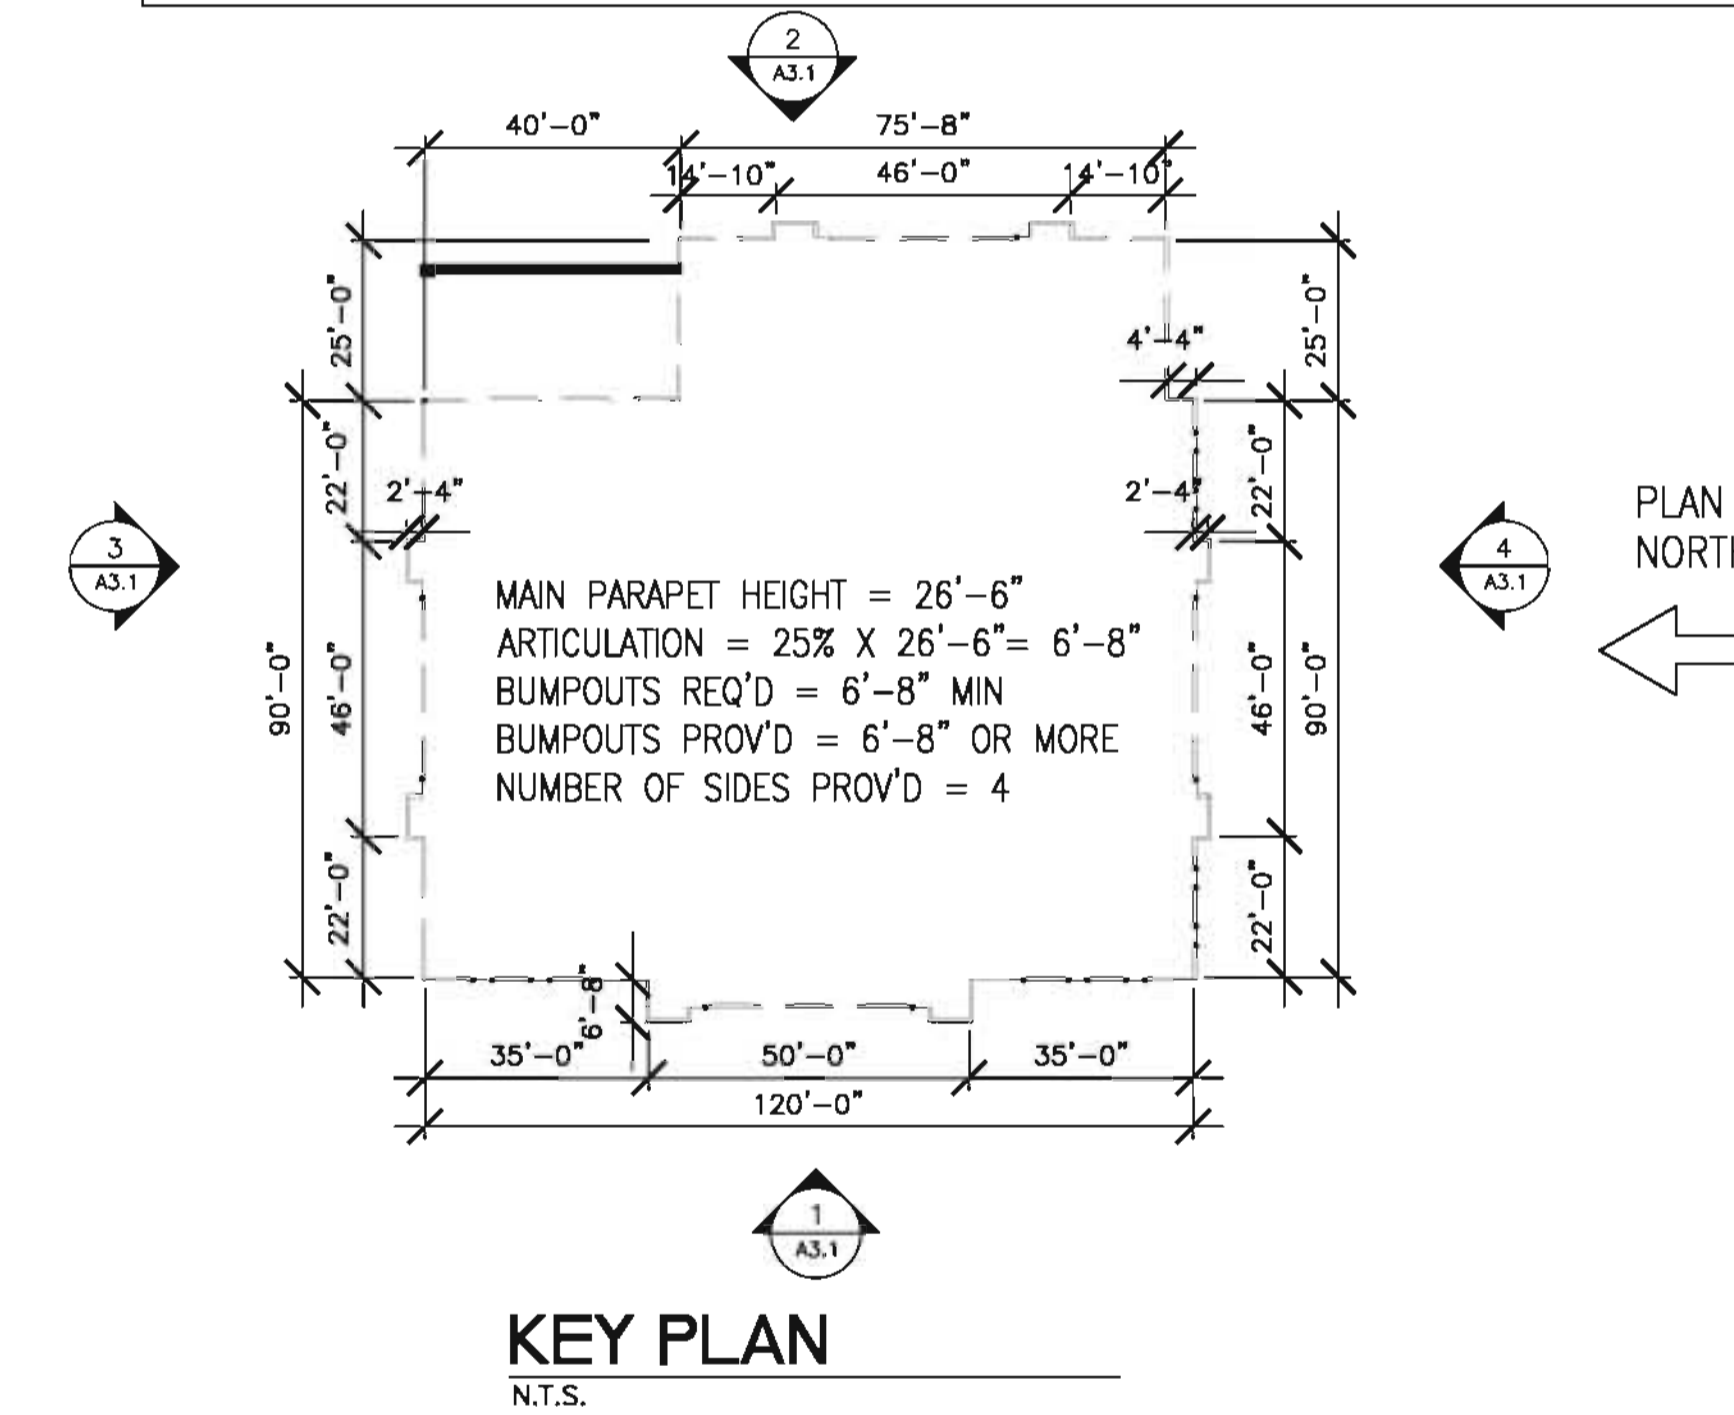 2
A3.1
40'-0" 75'-8"
14'-10" 46'-0" 14'-10"
25'-0" 25'-0"
4'-4"
22'-0" 22'-0"
2'-4" 2'-4"
3
A3.1
4
A3.1
PLAN
NORTH
MAIN PARAPET HEIGHT = 26'-6"
ARTICULATION = 25% X 26'-6"= 6'-8"
BUMPOUTS REQ'D = 6'-8" MIN
BUMPOUTS PROV'D = 6'-8" OR MORE
NUMBER OF SIDES PROV'D = 4
90'-0" 46'-0" 46'-0" 90'-0"
22'-0" 22'-0"
6'-8"
35'-0" 50'-0" 35'-0"
120'-0"
1
A3.1
KEY PLAN
N.T.S.